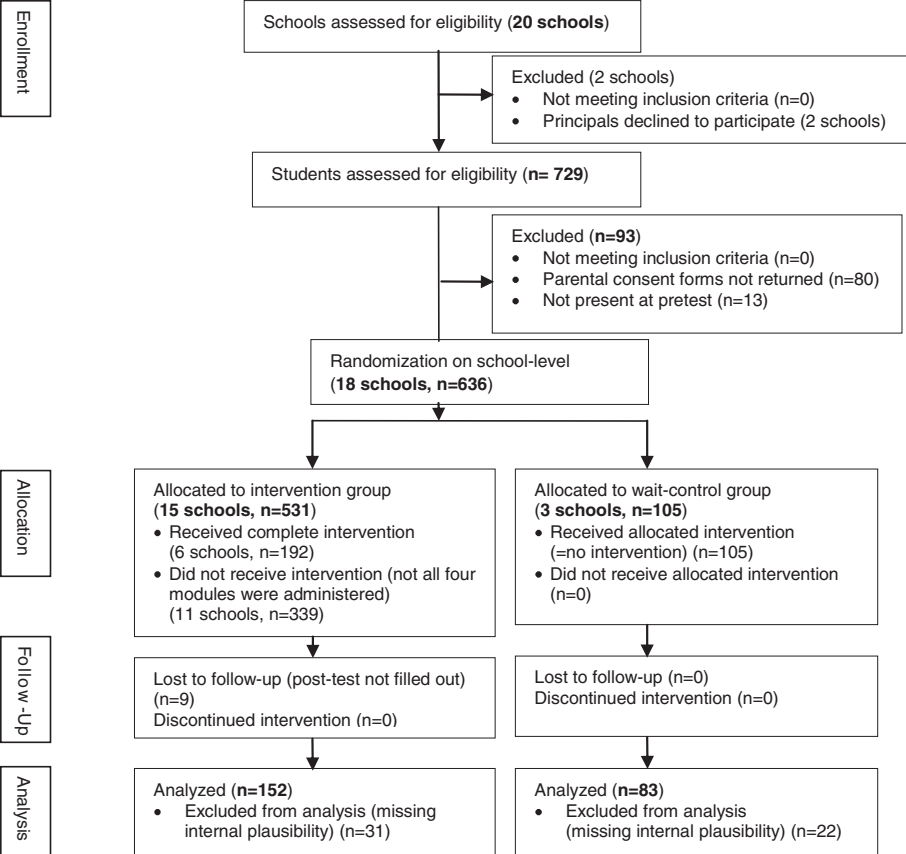 Enrollment
Schools assessed for eligibility (20 schools)
Excluded (2 schools)
• Not meeting inclusion criteria (n=0)
• Principals declined to participate (2 schools)
Students assessed for eligibility (n= 729)
Excluded (n=93)
• Not meeting inclusion criteria (n=0)
• Parental consent forms not returned (n=80)
• Not present at pretest (n=13)
Randomization on school-level
(18 schools, n=636)
Allocation
Allocated to intervention group
(15 schools, n=531)
• Received complete intervention
(6 schools, n=192)
• Did not receive intervention (not all four
modules were administered)
(11 schools, n=339)
Allocated to wait-control group
(3 schools, n=105)
• Received allocated intervention
(=no intervention) (n=105)
• Did not receive allocated intervention
(n=0)
Follow-Up
Lost to follow-up (post-test not filled out)
(n=9)
Discontinued intervention (n=0)
Lost to follow-up (n=0)
Discontinued intervention (n=0)
Analysis
Analyzed (n=152)
• Excluded from analysis (missing
internal plausibility) (n=31)
Analyzed (n=83)
• Excluded from analysis
(missing internal plausibility) (n=22)